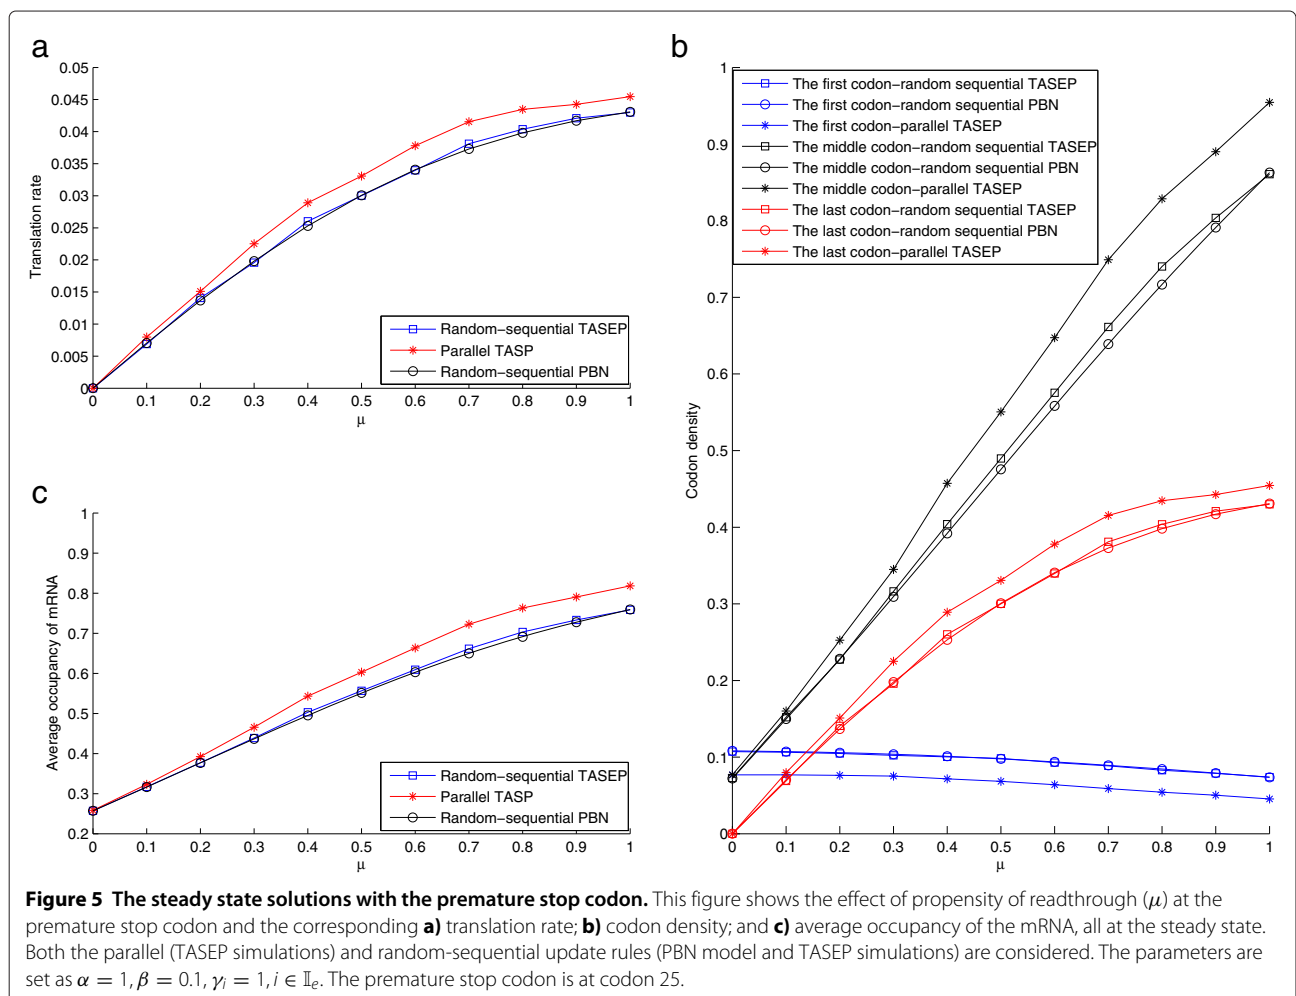 a
0.05
0.045
0.04
0.035
0.03
0.025
0.02
0.015
0.01
0.005
0
Translation rate
Random−sequential TASEP
Parallel TASP
Random−sequential PBN
0 0.1 0.2 0.3 0.4 0.5 0.6 0.7 0.8 0.9 1
μ
c
1
0.9
0.8
0.7
0.6
0.5
0.4
0.3
0.2
Average occupancy of mRNA
Random−sequential TASEP
Parallel TASP
Random−sequential PBN
0 0.1 0.2 0.3 0.4 0.5 0.6 0.7 0.8 0.9 1
μ
b
1
0.9
0.8
0.7
0.6
0.5
0.4
0.3
0.2
0.1
0
Codon density
The first codon−random sequential TASEP
The first codon−random sequential PBN
The first codon−parallel TASEP
The middle codon−random sequential TASEP
The middle codon−random sequential PBN
The middle codon−parallel TASEP
The last codon−random sequential TASEP
The last codon−random sequential PBN
The last codon−parallel TASEP
0 0.1 0.2 0.3 0.4 0.5 0.6 0.7 0.8 0.9 1
μ
Figure 5 The steady state solutions with the premature stop codon. This figure shows the effect of propensity of readthrough (μ) at the
premature stop codon and the corresponding a) translation rate; b) codon density; and c) average occupancy of the mRNA, all at the steady state.
Both the parallel (TASEP simulations) and random-sequential update rules (PBN model and TASEP simulations) are considered. The parameters are
set as α = 1, β = 0.1, γᵢ = 1, i ∈ 𝕀ₑ. The premature stop codon is at codon 25.